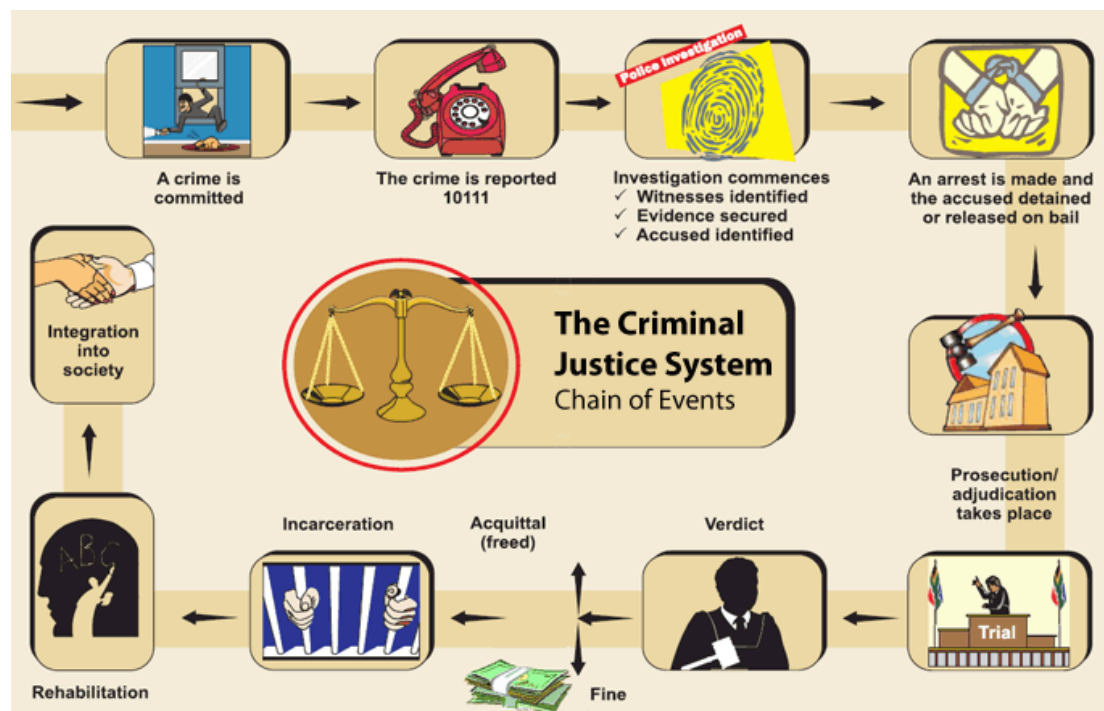 A crime is
committed
The crime is reported
10111
Police Investigation
Investigation commences
✓ Witnesses identified
✓ Evidence secured
✓ Accused identified
An arrest is made and
the accused detained
or released on bail
The Criminal
Justice System
Chain of Events
Prosecution/
adjudication
takes place
Trial
Verdict
Acquittal
(freed)
Fine
Incarceration
ABC
Rehabilitation
Integration
into
society